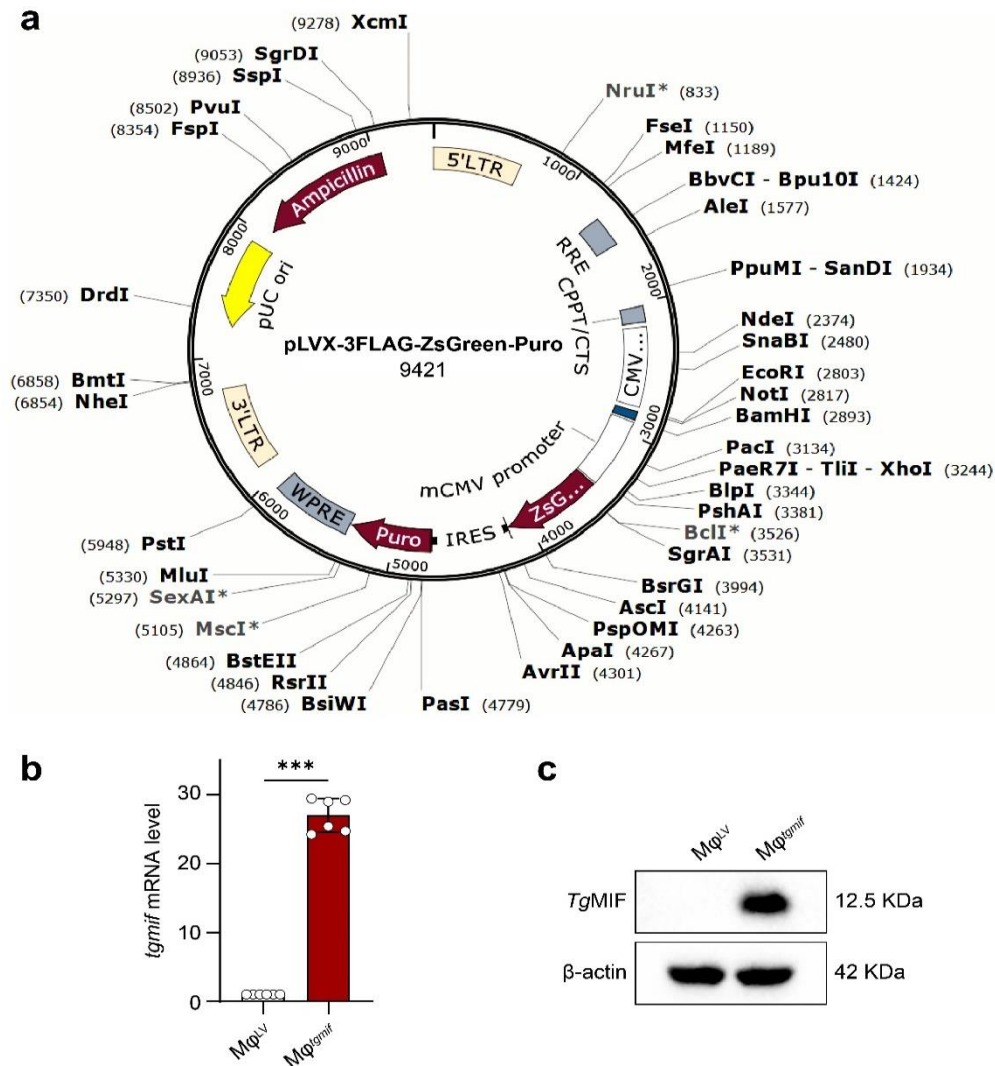 a
(9278) XcmI
(9053) SgrDI
(8936) SspI
(8502) PvuI
(8354) FspI
NruI* (833)
FseI (1150)
MfeI (1189)
BbvCI - Bpu10I (1424)
AleI (1577)
PpuMI - SanDI (1934)
NdeI (2374)
SnaBI (2480)
EcoRI (2803)
NotI (2817)
BamHI (2893)
PacI (3134)
PaeR7I - TliI - XhoI (3244)
BlpI (3344)
PshAI (3381)
BclI* (3526)
SgrAI (3531)
BsrGI (3994)
AscI (4141)
PspOMI (4263)
ApaI (4267)
AvrII (4301)
PasI (4779)
(4786) BsiWI
(4846) RsrII
(4864) BstEII
(5105) MscI*
(5297) SexAI*
(5330) MluI
(5948) PstI
(6854) NheI
(6858) BmtI
(7350) DrdI
9000
1000
2000
3000
4000
5000
6000
7000
8000
5'LTR
RRE
CPPT/CTS
CMV...
mCMV promoter
ZsG...
IRES
Puro
WPRE
3'LTR
pUC ori
Ampicillin
pLVX-3FLAG-ZsGreen-Puro
9421
b
***
tgmif mRNA level
30
20
10
0
MφLV
Mφtgmif
c
MφLV
Mφtgmif
TgMIF
12.5 KDa
β-actin
42 KDa